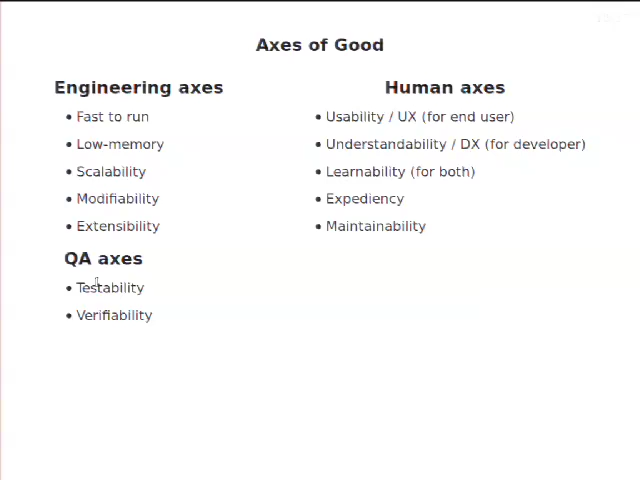 Axes of Good
Engineering axes
• Fast to run
• Low-memory
• Scalability
• Modifiability
• Extensibility
QA axes
• Testability
• Verifiability
Human axes
• Usability / UX (for end user)
• Understandability / DX (for developer)
• Learnability (for both)
• Expediency
• Maintainability